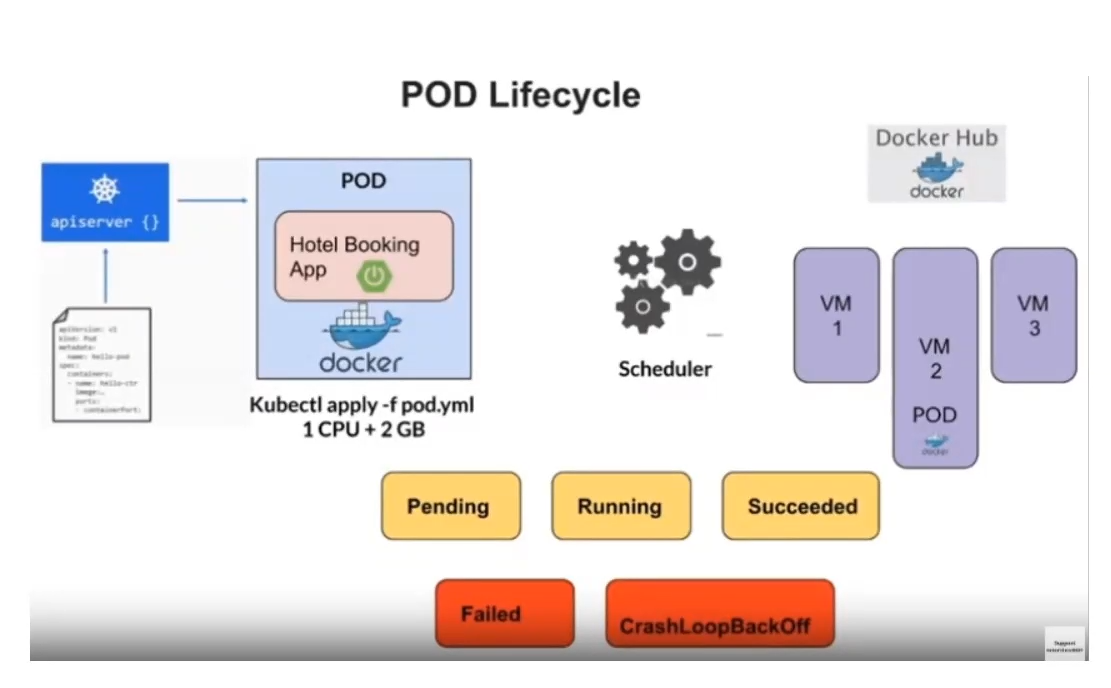 POD Lifecycle
Docker Hub
docker
apiserver {}
POD
Hotel Booking
App
docker
Kubectl apply -f pod.yml
1 CPU + 2 GB
apiVersion: v1
kind: Pod
metadata:
name: hello-pod
spec:
containers:
- name: hello-ctr
image:..
ports:
- containerPort:
Scheduler
VM
1
VM
2
POD
docker
VM
3
Pending
Running
Succeeded
Failed
CrashLoopBackOff
Support